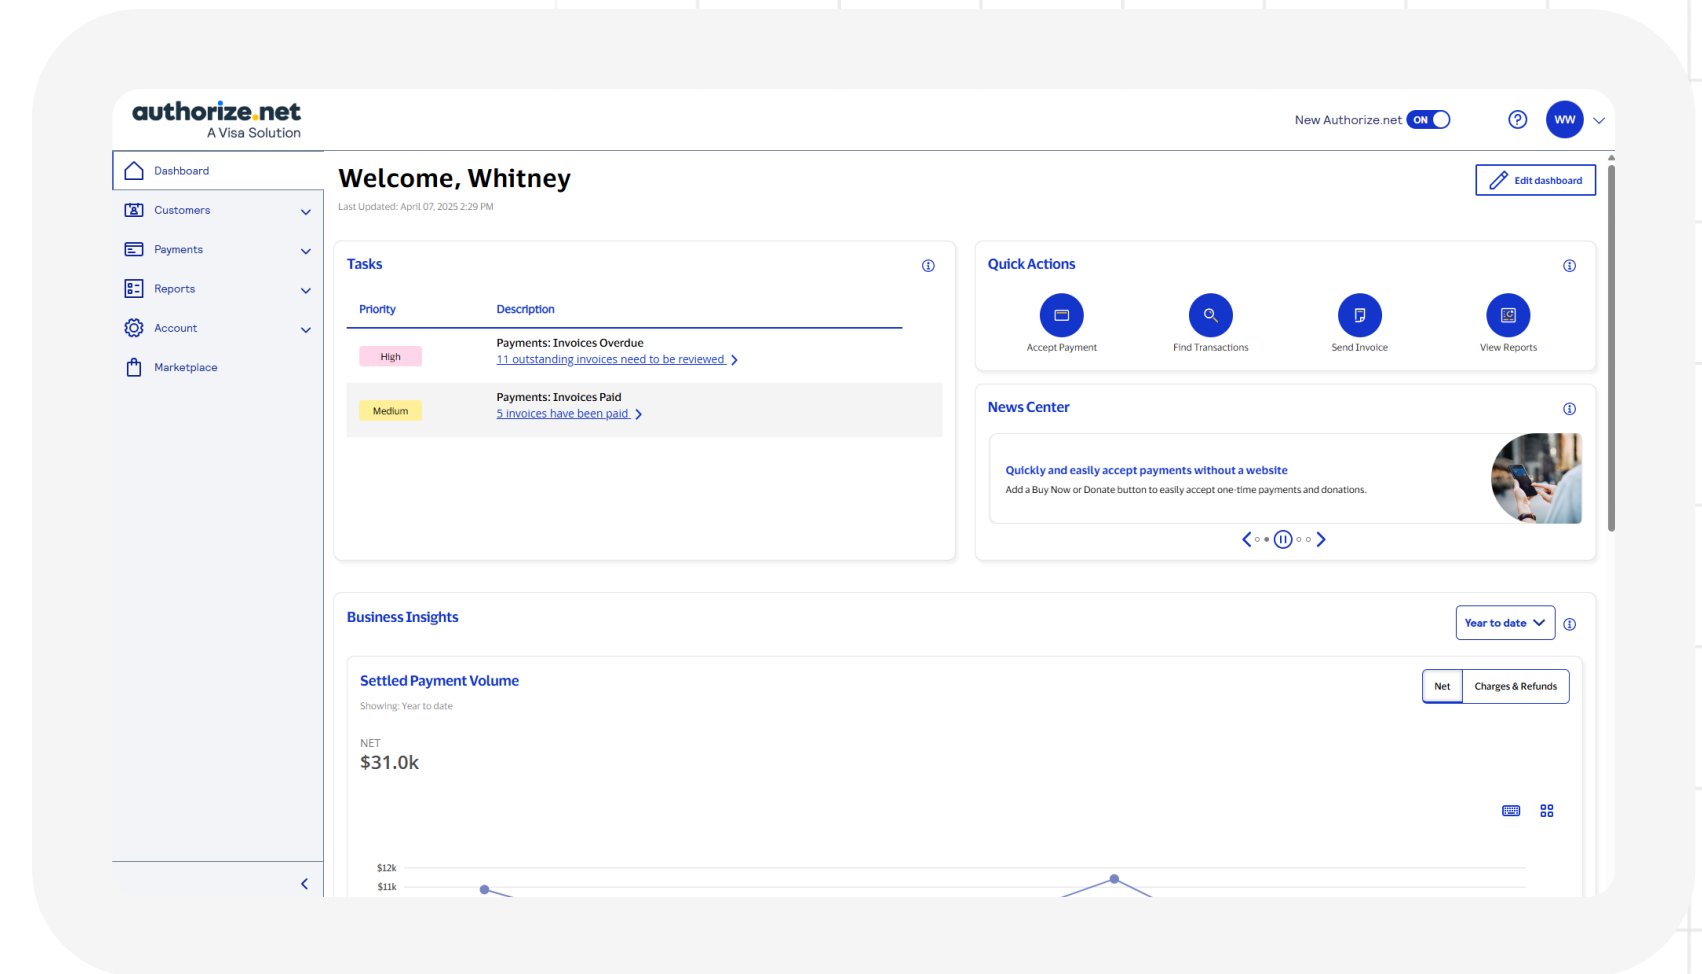 authorize.net
A Visa Solution
New Authorize.net ON
WW
Dashboard
Customers
Payments
Reports
Account
Marketplace
Welcome, Whitney
Last Updated: April 07, 2025 2:29 PM
Edit dashboard
Tasks
Priority Description
High
Payments: Invoices Overdue
11 outstanding invoices need to be reviewed
Medium
Payments: Invoices Paid
5 invoices have been paid
Quick Actions
Accept Payment
Find Transactions
Send Invoice
View Reports
News Center
Quickly and easily accept payments without a website
Add a Buy Now or Donate button to easily accept one-time payments and donations.
Business Insights
Year to date
Settled Payment Volume
Showing: Year to date
Net
Charges & Refunds
NET
$31.0k
$12k
$11k